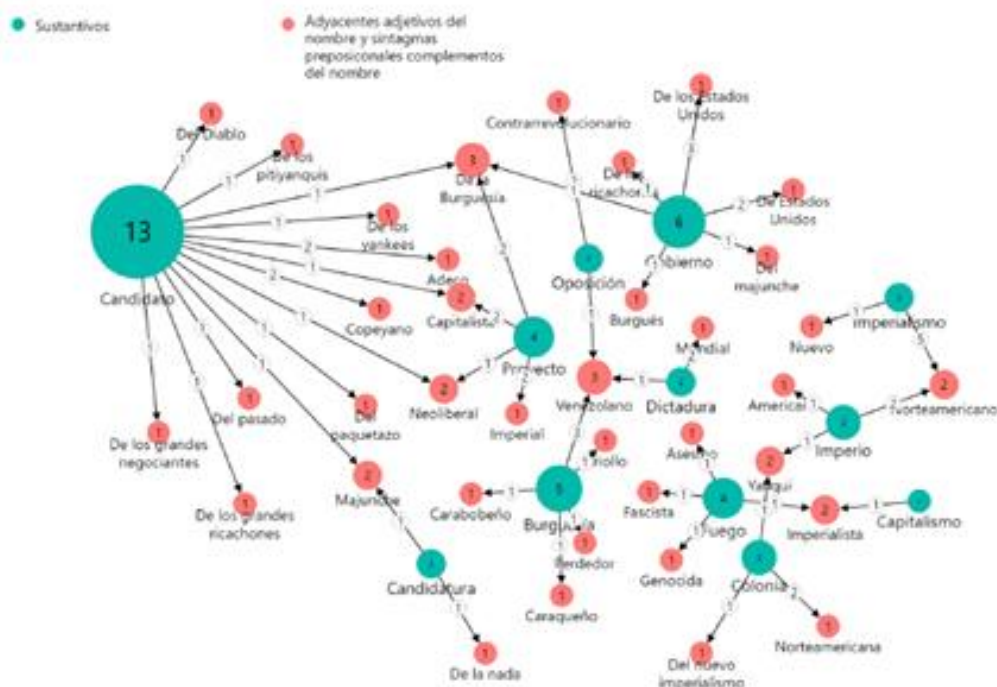 Sustantivos
Adyacentes adjetivos del
nombre y sintagmas
preposicionales complementos
del nombre
Del Diablo
De los
pitiyanquis
De la
Burguesía
Contrarrevolucionario
De los Estados
Unidos
De los
ricachones
De Estados
Unidos
13
Candidato
De los
yankees
Adeco
Capitalista
Copeyano
Oposición
6
Gobierno
Del
majunche
Burgués
Imperialismo
Nuevo
Mundial
4
Proyecto
Neoliberal
Imperial
Venezolano
Dictadura
Norteamericano
Imperio
Del pasado
Del
paquetazo
De los grandes
negociantes
De los grandes
ricachones
Majunche
Criollo
Asesino
Yanqui
Carabobeño
5
Burguesía
Fascista
Juego
Imperialista
Capitalismo
Perdedor
Genocida
Colonia
Candidatura
Caraqueño
De la nada
Norteamericana
Del nuevo
imperialismo